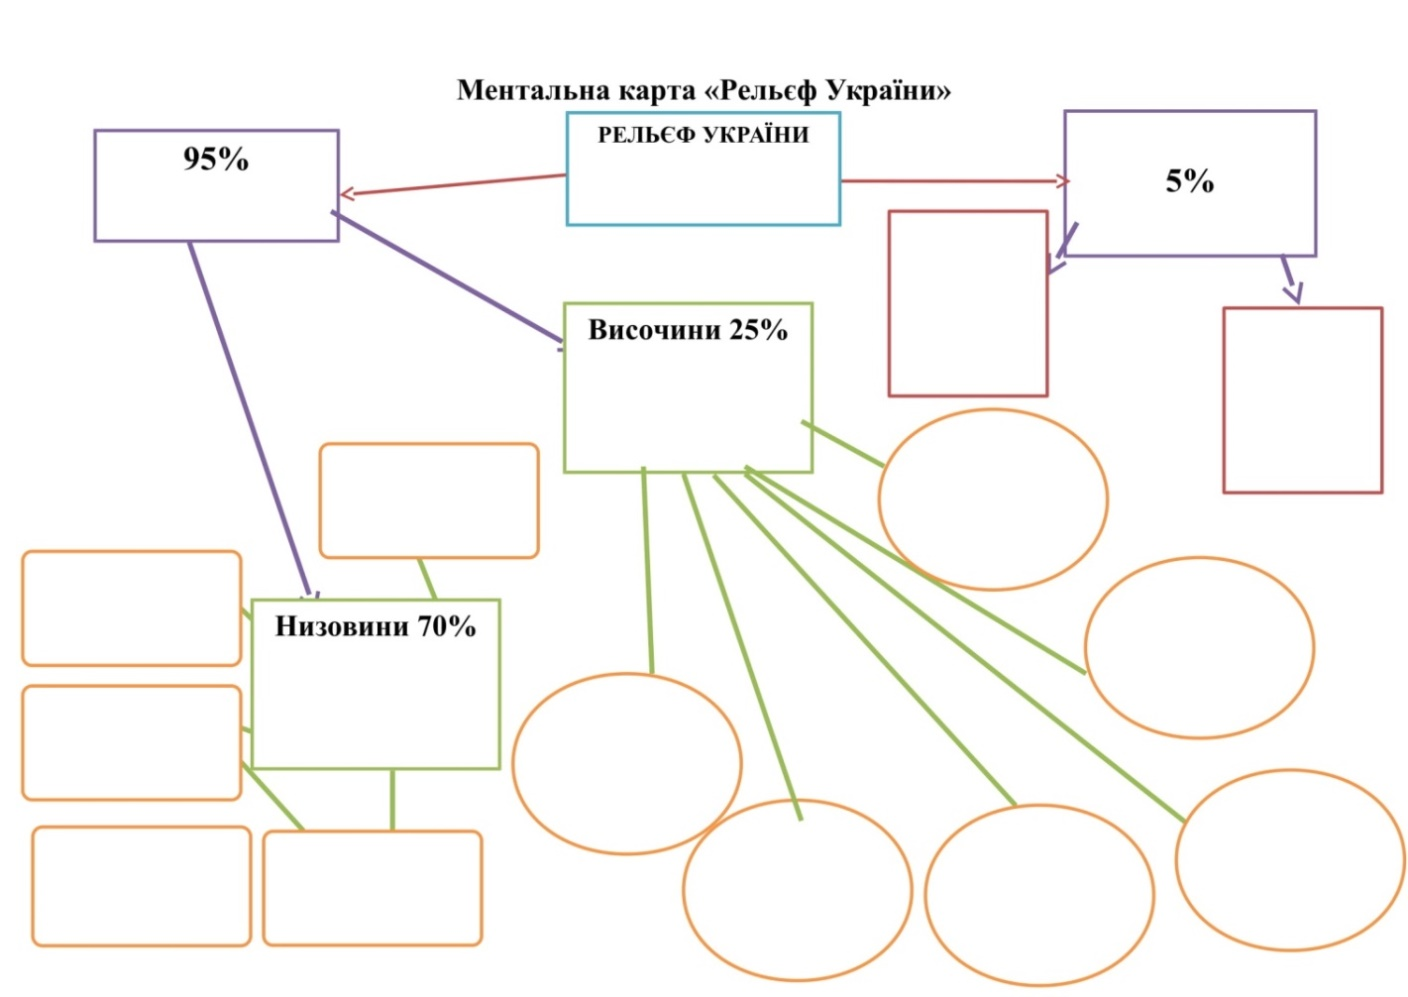 Ментальна карта «Рельєф України»
РЕЛЬЄФ УКРАЇНИ
95%
5%
Височини 25%
Низовини 70%